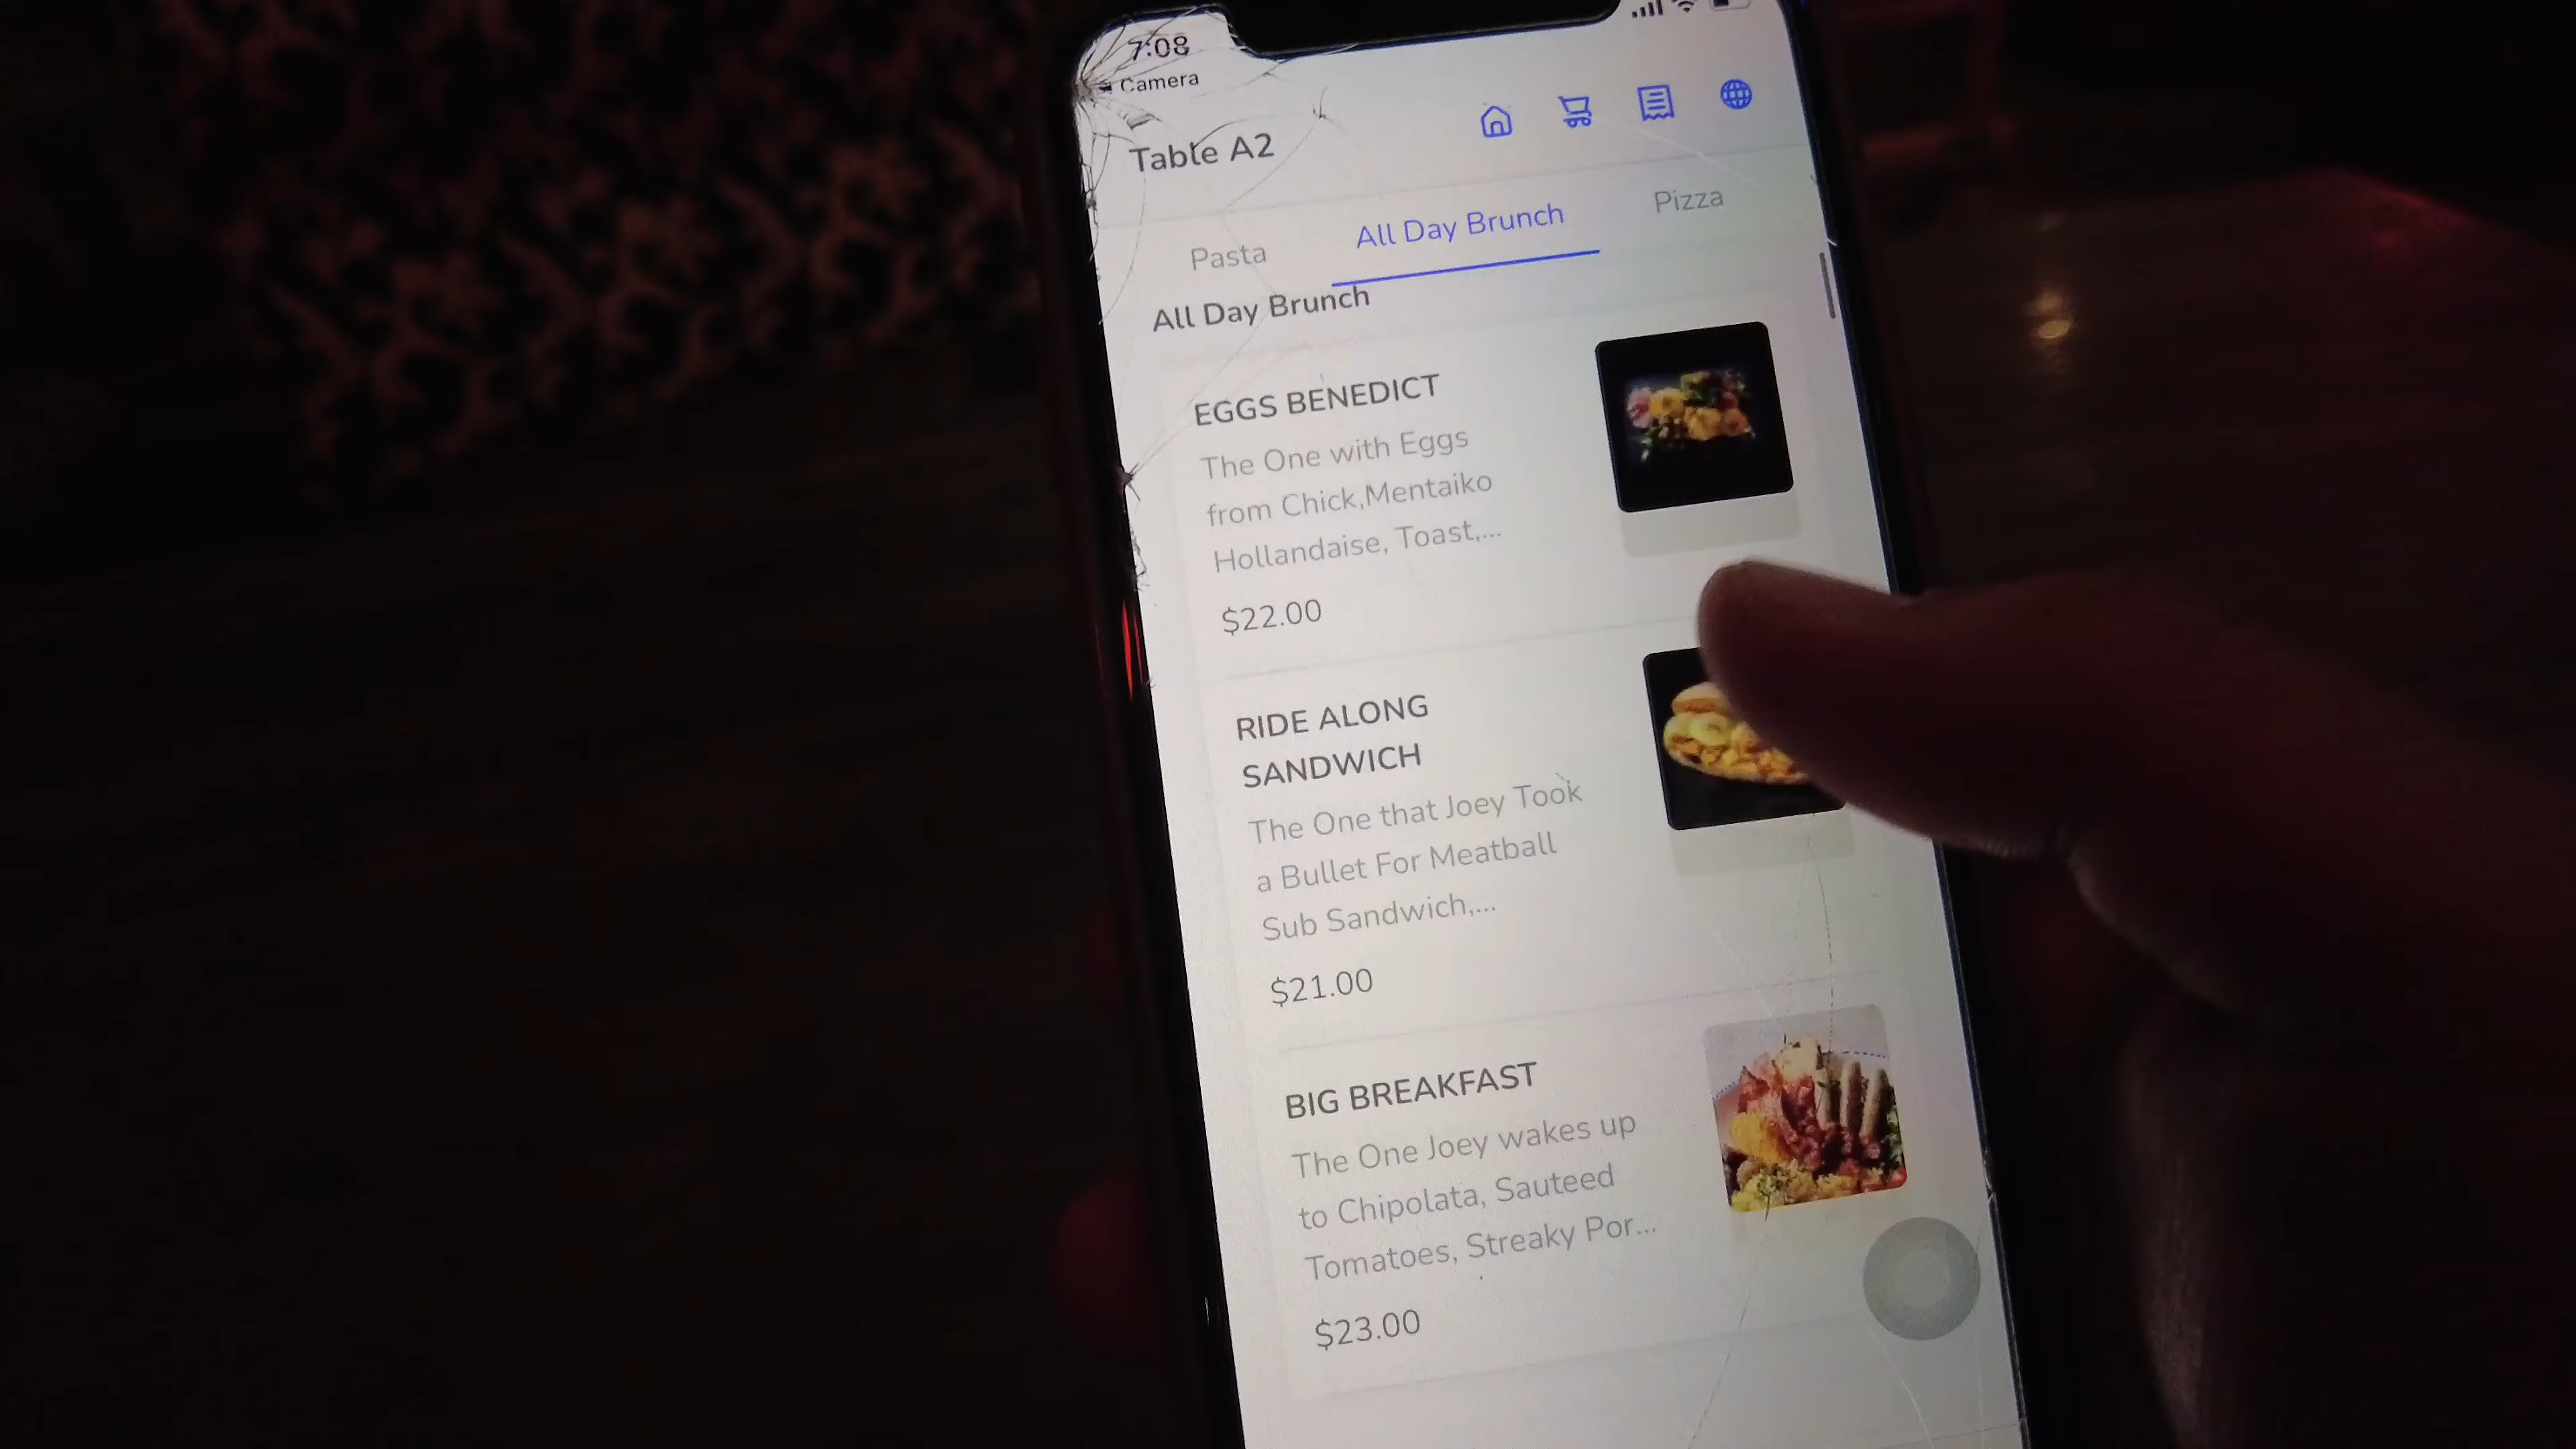 7:08
Camera
Table A2
Pasta
All Day Brunch
Pizza
All Day Brunch
EGGS BENEDICT
The One with Eggs
from Chick,Mentaiko
Hollandaise, Toast,...
$22.00
RIDE ALONG
SANDWICH
The One that Joey Took
a Bullet For Meatball
Sub Sandwich,...
$21.00
BIG BREAKFAST
The One Joey wakes up
to Chipolata, Sauteed
Tomatoes, Streaky Por...
$23.00